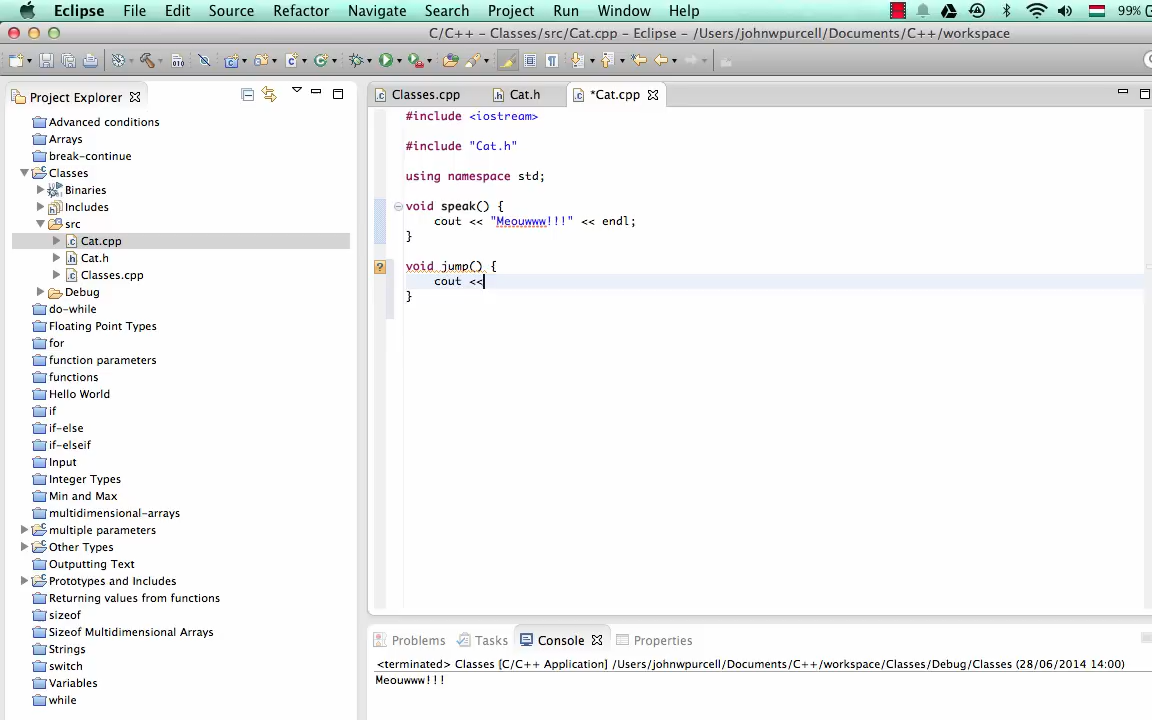 Eclipse File Edit Source Refactor Navigate Search Project Run Window Help 99%
C/C++ - Classes/src/Cat.cpp - Eclipse - /Users/johnwpurcell/Documents/C++/workspace
Project Explorer
Advanced conditions
Arrays
break-continue
Classes
Binaries
Includes
src
Cat.cpp
Cat.h
Classes.cpp
Debug
do-while
Floating Point Types
for
function parameters
functions
Hello World
if
if-else
if-elseif
Input
Integer Types
Min and Max
multidimensional-arrays
multiple parameters
Other Types
Outputting Text
Prototypes and Includes
Returning values from functions
sizeof
Sizeof Multidimensional Arrays
Strings
switch
Variables
while
Classes.cpp Cat.h *Cat.cpp
#include <iostream>
#include "Cat.h"
using namespace std;
void speak() {
cout << "Meouwww!!!" << endl;
}
void jump() {
cout <<
}
Problems Tasks Console Properties
<terminated> Classes [C/C++ Application] /Users/johnwpurcell/Documents/C++/workspace/Classes/Debug/Classes (28/06/2014 14:00)
Meouwww!!!